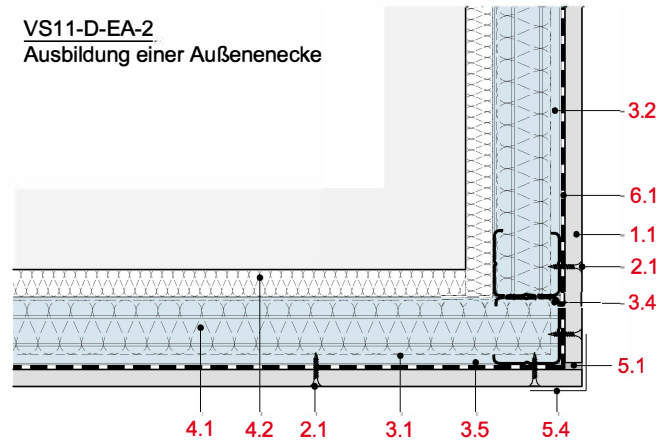 VS11-D-EA-2
Ausbildung einer Außenenecke
3.2
6.1
1.1
2.1
3.4
5.1
4.1 4.2 2.1 3.1 3.5 5.4